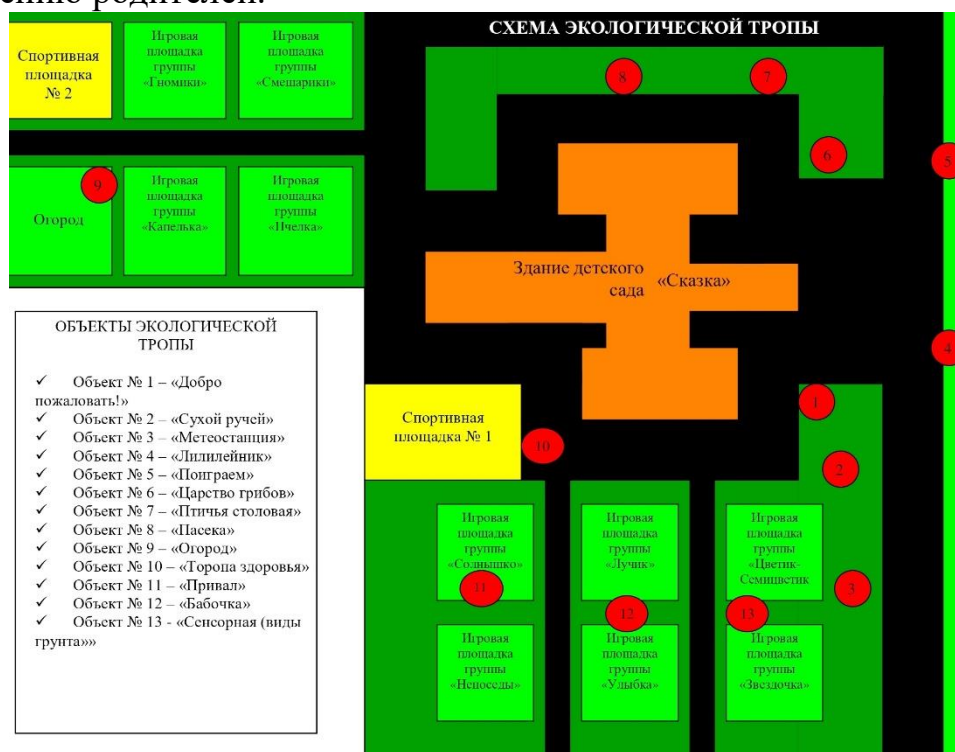 ению родителей.
СХЕМА ЭКОЛОГИЧЕСКОЙ ТРОПЫ
Спортивная
площадка
№ 2
Игровая
площадка
группы
«Гномики»
Игровая
площадка
группы
«Смешарики»
8
7
6
5
9
Огород
Игровая
площадка
группы
«Капелька»
Игровая
площадка
группы
«Пчелка»
Здание детского
сада
«Сказка»
4
ОБЪЕКТЫ ЭКОЛОГИЧЕСКОЙ
ТРОПЫ
✓ Объект № 1 – «Добро
пожаловать!»
✓ Объект № 2 – «Сухой ручей»
✓ Объект № 3 – «Метеостанция»
✓ Объект № 4 – «Лилилейник»
✓ Объект № 5 – «Поиграем»
✓ Объект № 6 – «Царство грибов»
✓ Объект № 7 – «Птичья столовая»
✓ Объект № 8 – «Пасека»
✓ Объект № 9 – «Огород»
✓ Объект № 10 – «Торопа здоровья»
✓ Объект № 11 – «Привал»
✓ Объект № 12 – «Бабочка»
✓ Объект № 13 - «Сенсорная (виды
грунта»»
Спортивная
площадка № 1
10
1
2
Игровая
площадка
группы
«Солнышко»
11
Игровая
площадка
группы
«Лучик»
Игровая
площадка
группы
«Цветик-
Семицветик
3
12
13
Игровая
площадка
группы
«Непоседы»
Игровая
площадка
группы
«Улыбка»
Игровая
площадка
группы
«Звездочка»